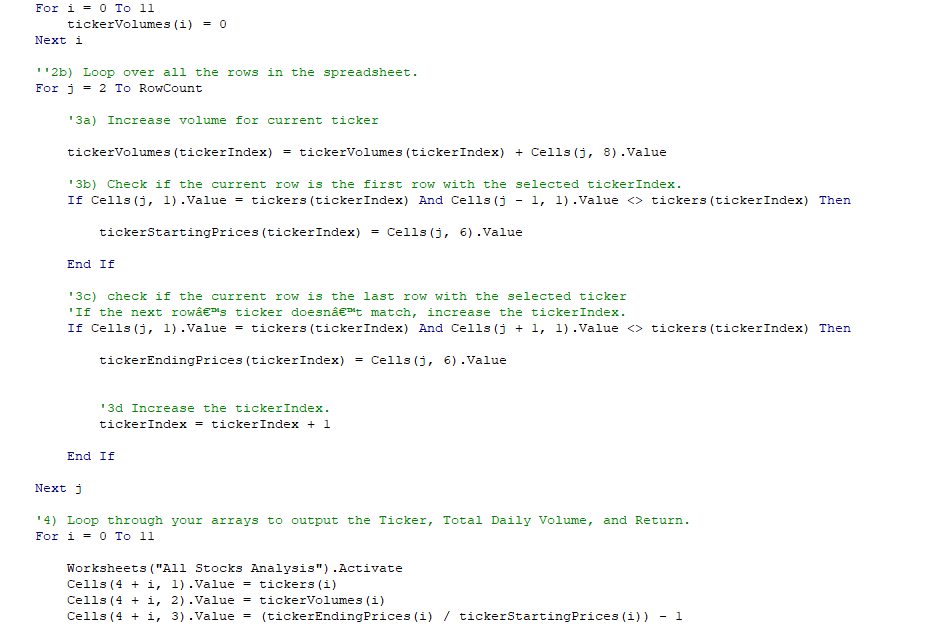 For i = 0 To 11
tickerVolumes(i) = 0
Next i
''2b) Loop over all the rows in the spreadsheet.
For j = 2 To RowCount
'3a) Increase volume for current ticker
tickerVolumes(tickerIndex) = tickerVolumes(tickerIndex) + Cells(j, 8).Value
'3b) Check if the current row is the first row with the selected tickerIndex.
If Cells(j, 1).Value = tickers(tickerIndex) And Cells(j - 1, 1).Value <> tickers(tickerIndex) Then
tickerStartingPrices(tickerIndex) = Cells(j, 6).Value
End If
'3c) check if the current row is the last row with the selected ticker
'If the next rowâ€™s ticker doesnâ€™t match, increase the tickerIndex.
If Cells(j, 1).Value = tickers(tickerIndex) And Cells(j + 1, 1).Value <> tickers(tickerIndex) Then
tickerEndingPrices(tickerIndex) = Cells(j, 6).Value
'3d Increase the tickerIndex.
tickerIndex = tickerIndex + 1
End If
Next j
'4) Loop through your arrays to output the Ticker, Total Daily Volume, and Return.
For i = 0 To 11
Worksheets("All Stocks Analysis").Activate
Cells(4 + i, 1).Value = tickers(i)
Cells(4 + i, 2).Value = tickerVolumes(i)
Cells(4 + i, 3).Value = (tickerEndingPrices(i) / tickerStartingPrices(i)) - 1